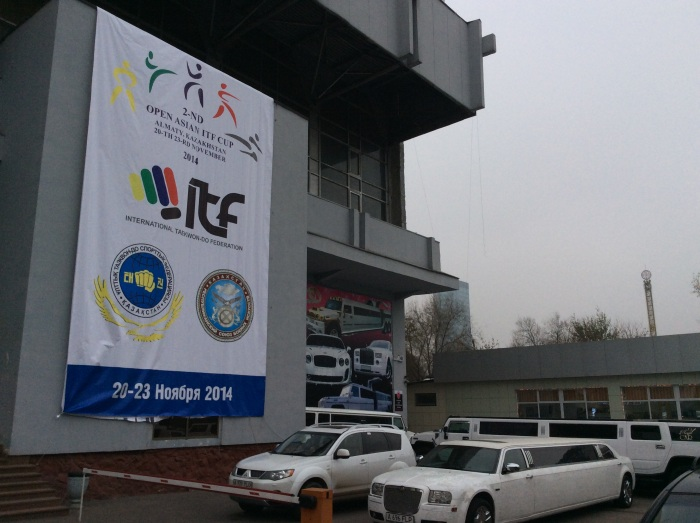 2-ND
OPEN ASIAN ITF CUP
ALMATY, KAZAKHSTAN
20-TH 23-RD NOVEMBER
2014
itf
INTERNATIONAL TAEKWON-DO FEDERATION
ҚАЗАҚСТАН
20-23 Ноября 2014